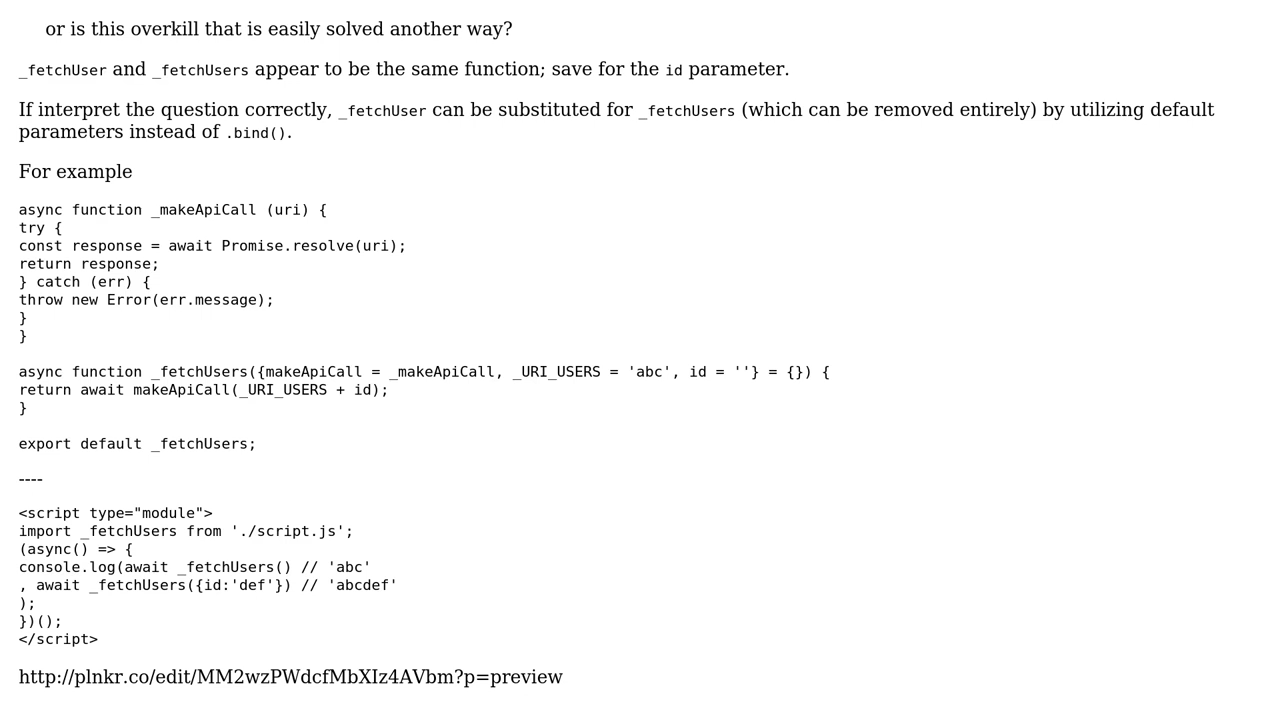 or is this overkill that is easily solved another way?
_fetchUser and _fetchUsers appear to be the same function; save for the id parameter.
If interpret the question correctly, _fetchUser can be substituted for _fetchUsers (which can be removed entirely) by utilizing default
parameters instead of .bind().
For example
async function _makeApiCall (uri) {
try {
const response = await Promise.resolve(uri);
return response;
} catch (err) {
throw new Error(err.message);
}
}
async function _fetchUsers({makeApiCall = _makeApiCall, _URI_USERS = 'abc', id = ''} = {}) {
return await makeApiCall(_URI_USERS + id);
}
export default _fetchUsers;
----
<script type="module">
import _fetchUsers from './script.js';
(async() => {
console.log(await _fetchUsers() // 'abc'
, await _fetchUsers({id:'def'}) // 'abcdef'
);
})();
</script>
http://plnkr.co/edit/MM2wzPWdcfMbXIz4AVbm?p=preview